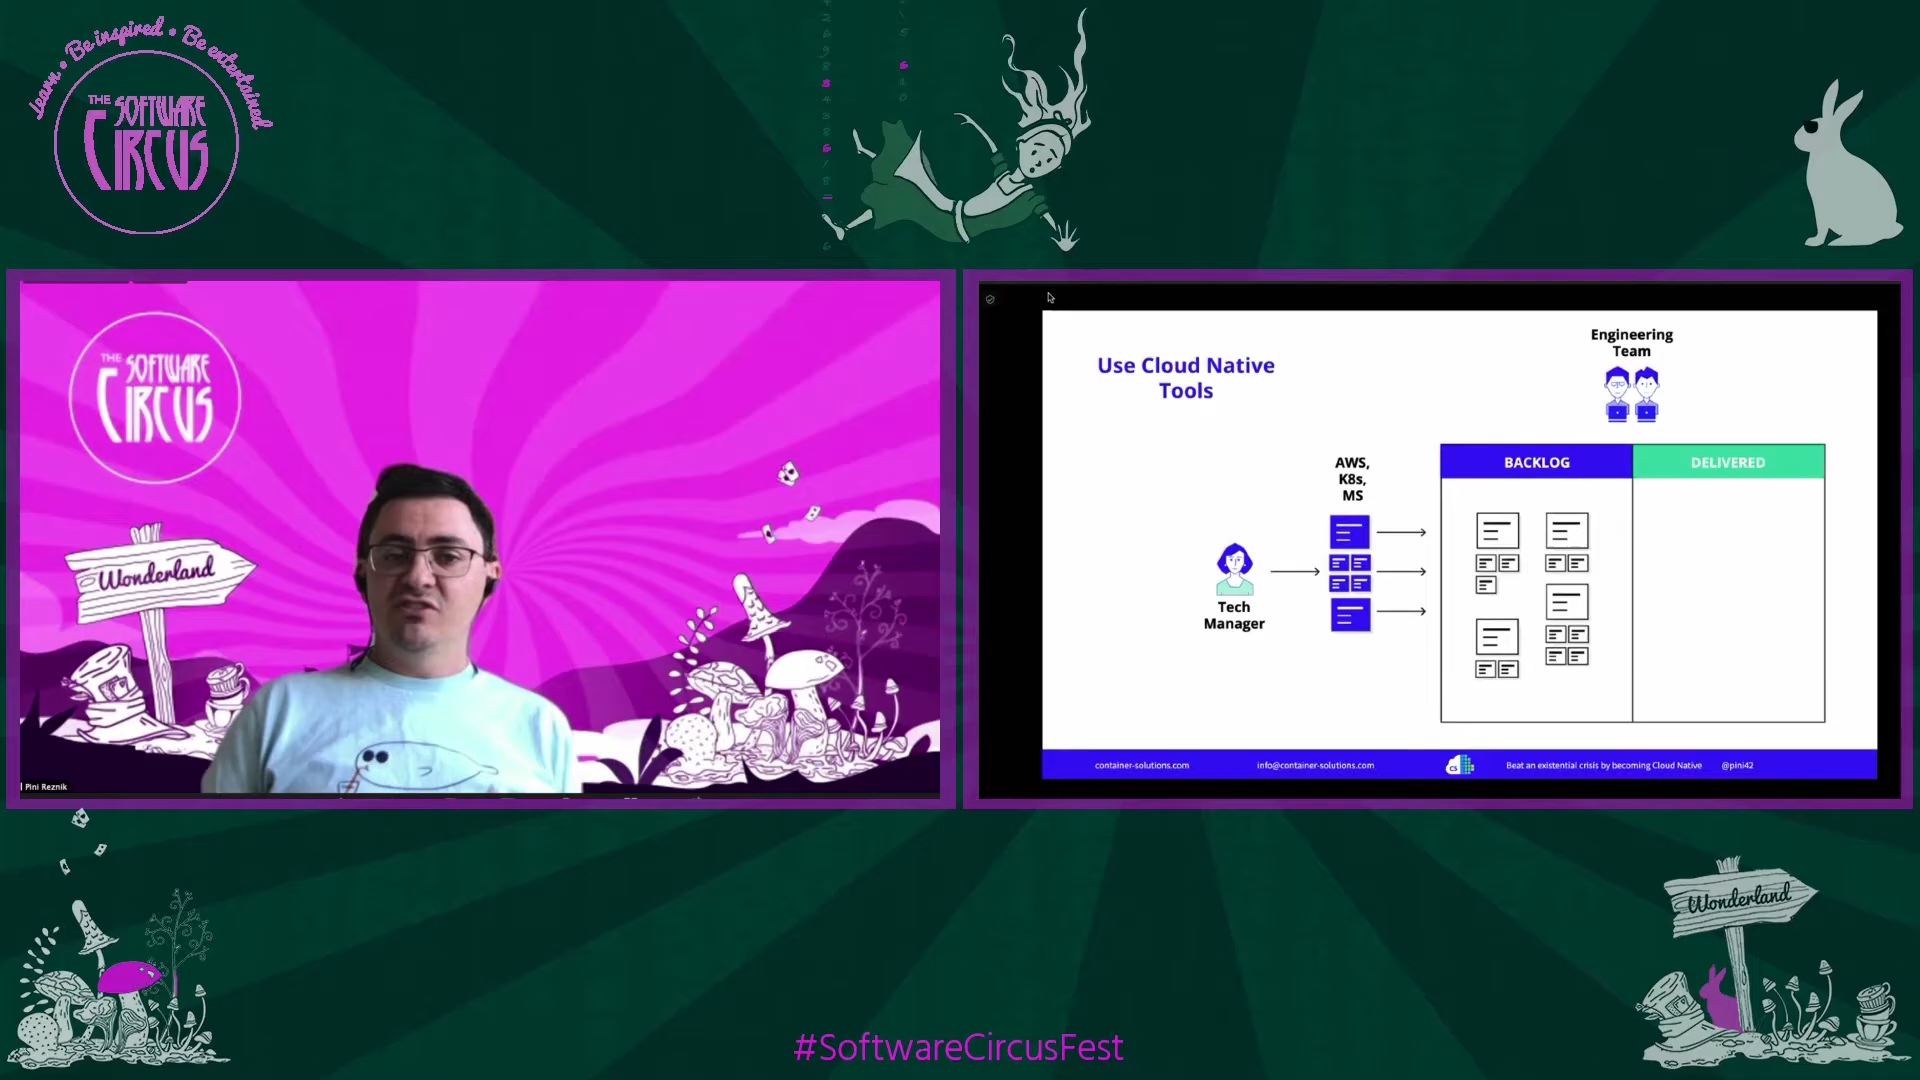 Learn • Be inspired • Be entertained
THE
SOFTWARE
CIRCUS
THE
SOFTWARE
CIRCUS
Wonderland
Pini Reznik
Use Cloud Native
Tools
Engineering
Team
AWS,
K8s,
MS
BACKLOG
DELIVERED
Tech
Manager
container-solutions.com
info@container-solutions.com
CS
Beat an existential crisis by becoming Cloud Native
@pini42
Wonderland
#SoftwareCircusFest